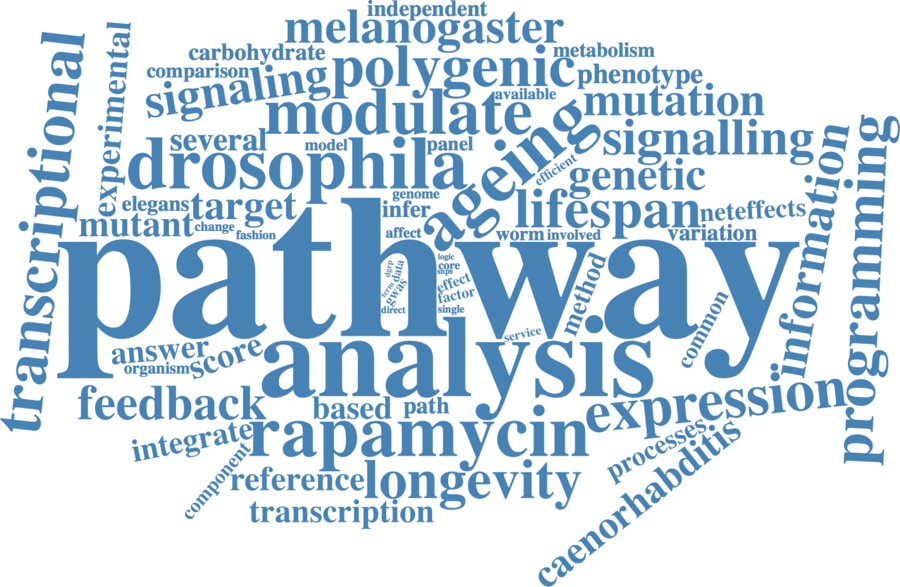 independent
melanogaster
carbohydrate
metabolism
comparison
polygenic
phenotype
signaling
available
modulate
mutation
experimental
transcriptional
several
model
panel
ageing
efficient
signalling
drosophila
genetic
genome
elegans
target
infer
lifespan
neteffects
mutant
change
fashion
affect
worm
involved
variation
information
programming
pathway
logic
core
snps
dgrp
data
term
gwas
direct
effect
factor
single
method
common
service
answer
organism
score
analysis
feedback
based
path
expression
integrate
rapamycin
processes
component
reference
longevity
caenorhabditis
transcription